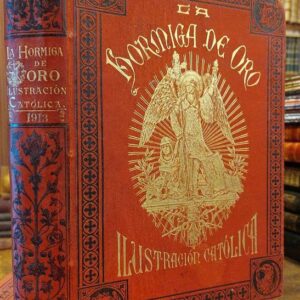 LA HORMIGA
DE
ORO
ILUSTRACIÓN
CATÓLICA.
1913
LA
HORMIGA DE ORO
ILUSTRACIÓN CATÓLICA